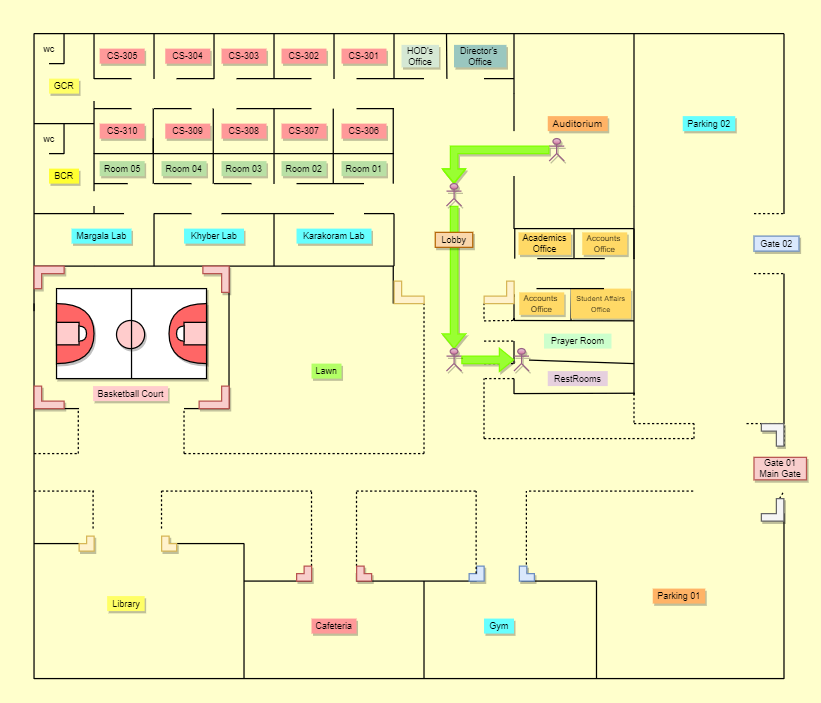 wc
CS-305
CS-304
CS-303
CS-302
CS-301
HOD's
Office
Director's
Office
GCR
CS-310
CS-309
CS-308
CS-307
CS-306
Auditorium
Parking 02
wc
BCR
Room 05
Room 04
Room 03
Room 02
Room 01
Margala Lab
Khyber Lab
Karakoram Lab
Lobby
Academics
Office
Accounts
Office
Gate 02
Accounts
Office
Student Affairs
Office
Prayer Room
Lawn
RestRooms
Basketball Court
Gate 01
Main Gate
Library
Cafeteria
Gym
Parking 01